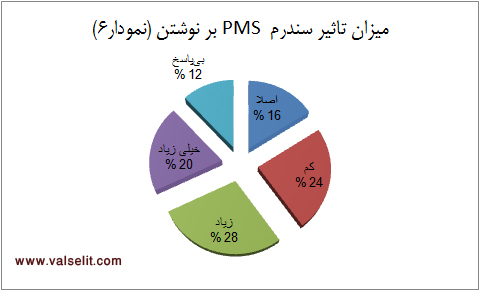 میزان تاثیر سندرم PMS بر نوشتن (نمودار۶)
بی‌پاسخ
% 12
اصلا
% 16
خیلی زیاد
% 20
کم
% 24
زیاد
% 28
www.valselit.com